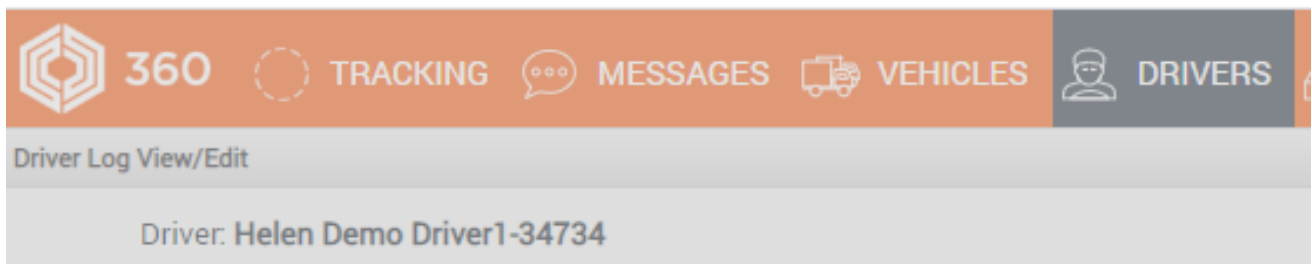 360 TRACKING MESSAGES VEHICLES DRIVERS
Driver Log View/Edit
Driver: Helen Demo Driver1-34734